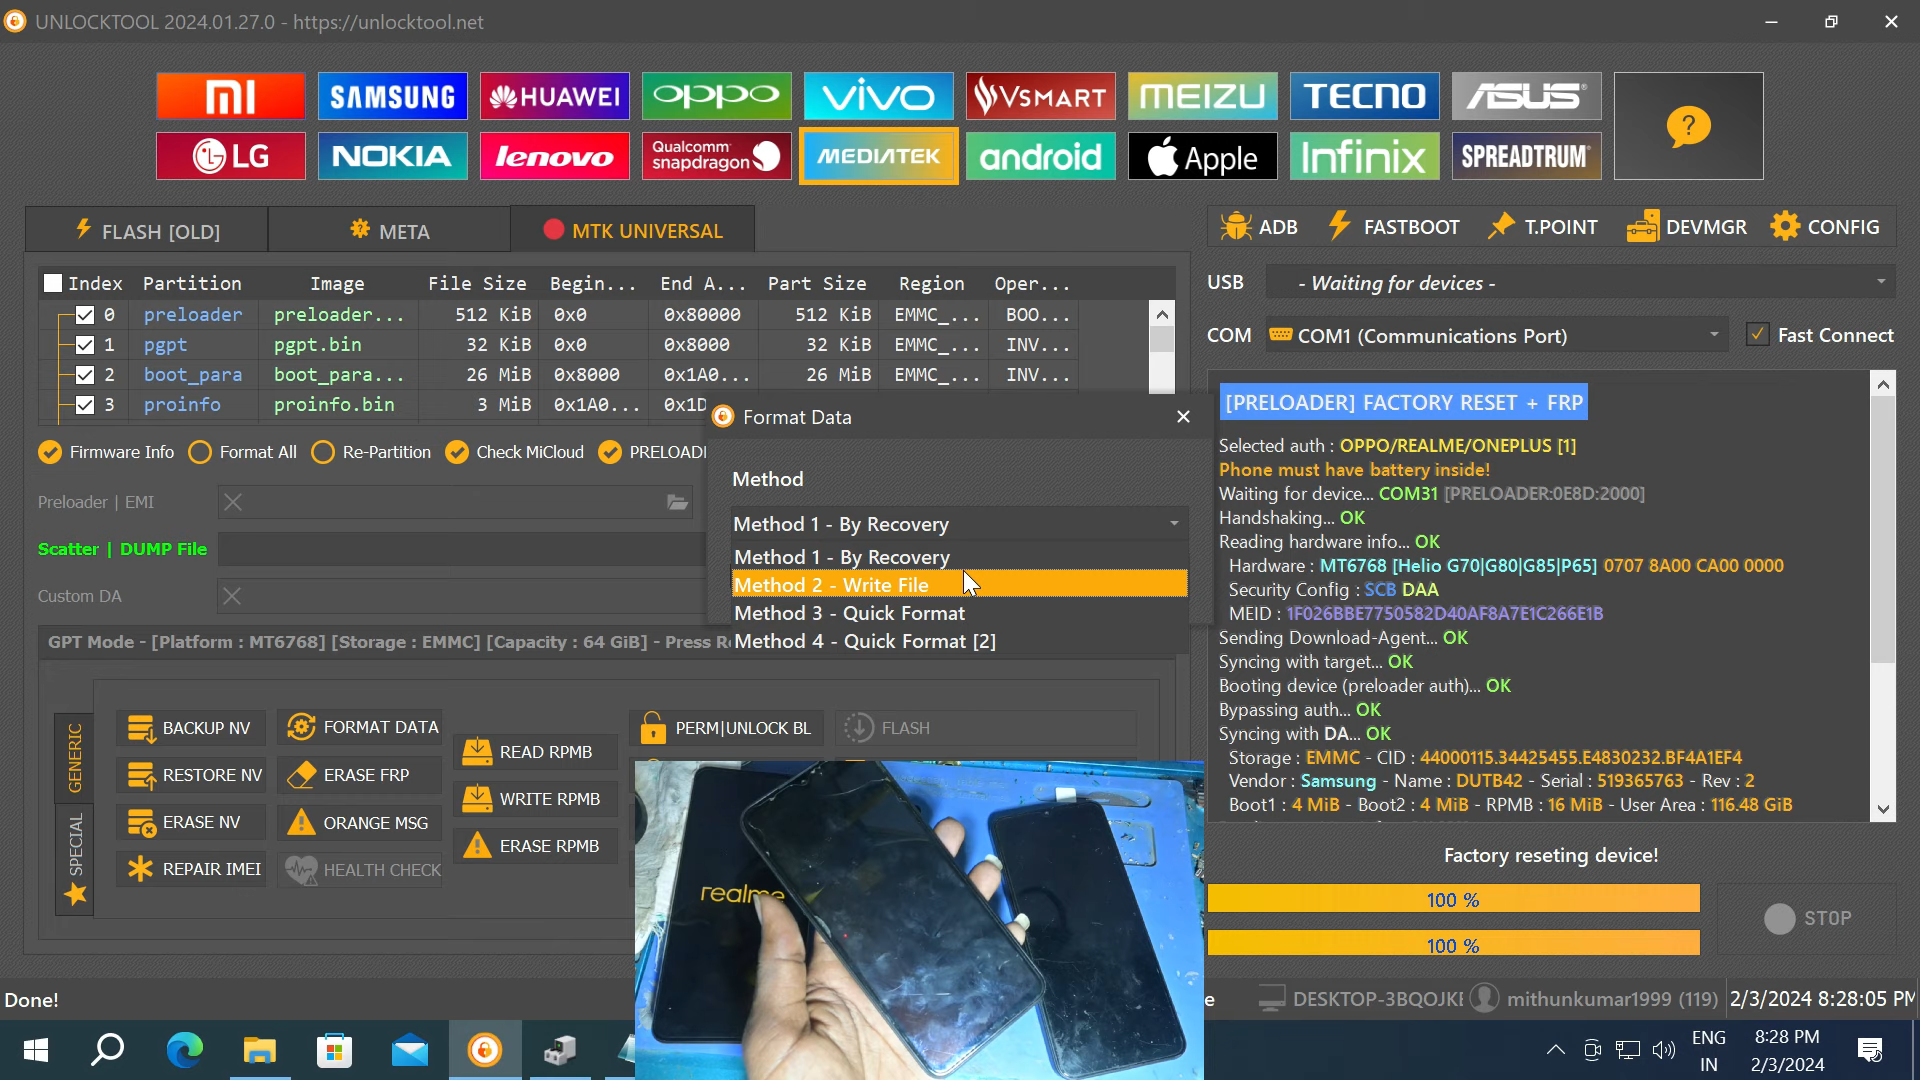 UNLOCKTOOL 2024.01.27.0 - https://unlocktool.net
mi SAMSUNG HUAWEI oppo vivo VSMART MEIZU TECNO ASUS ?
LG NOKIA lenovo Qualcomm snapdragon MEDIATEK android Apple Infinix SPREADTRUM
FLASH [OLD] META MTK UNIVERSAL
ADB FASTBOOT T.POINT DEVMGR CONFIG
Index Partition Image File Size Begin... End A... Part Size Region Oper...
0 preloader preloader... 512 KiB 0x0 0x80000 512 KiB EMMC_... BOO...
1 pgpt pgpt.bin 32 KiB 0x0 0x8000 32 KiB EMMC_... INV...
2 boot_para boot_para... 26 MiB 0x8000 0x1A0... 26 MiB EMMC_... INV...
3 proinfo proinfo.bin 3 MiB 0x1A0... 0x1D
Firmware Info Format All Re-Partition Check MiCloud PRELOAD
Preloader | EMI
Scatter | DUMP File
Custom DA
GPT Mode - [Platform : MT6768] [Storage : EMMC] [Capacity : 64 GiB] - Press R
Format Data
Method
Method 1 - By Recovery
Method 1 - By Recovery
Method 2 - Write File
Method 3 - Quick Format
Method 4 - Quick Format [2]
GENERIC
SPECIAL
BACKUP NV FORMAT DATA READ RPMB PERM|UNLOCK BL FLASH
RESTORE NV ERASE FRP WRITE RPMB
ERASE NV ORANGE MSG ERASE RPMB
REPAIR IMEI HEALTH CHECK
realme
USB - Waiting for devices -
COM COM1 (Communications Port) Fast Connect
[PRELOADER] FACTORY RESET + FRP
Selected auth : OPPO/REALME/ONEPLUS [1]
Phone must have battery inside!
Waiting for device... COM31 [PRELOADER:0E8D:2000]
Handshaking... OK
Reading hardware info... OK
Hardware : MT6768 [Helio G70|G80|G85|P65] 0707 8A00 CA00 0000
Security Config : SCB DAA
MEID : 1F026BBE7750582D40AF8A7E1C266E1B
Sending Download-Agent... OK
Syncing with target... OK
Booting device (preloader auth)... OK
Bypassing auth... OK
Syncing with DA... OK
Storage : EMMC - CID : 44000115.34425455.E4830232.BF4A1EF4
Vendor : Samsung - Name : DUTB42 - Serial : 519365763 - Rev : 2
Boot1 : 4 MiB - Boot2 : 4 MiB - RPMB : 16 MiB - User Area : 116.48 GiB
Factory reseting device!
100 %
100 %
STOP
Done!
e DESKTOP-3BQOJK mithunkumar1999 (119) 2/3/2024 8:28:05 PM
ENG
IN
8:28 PM
2/3/2024